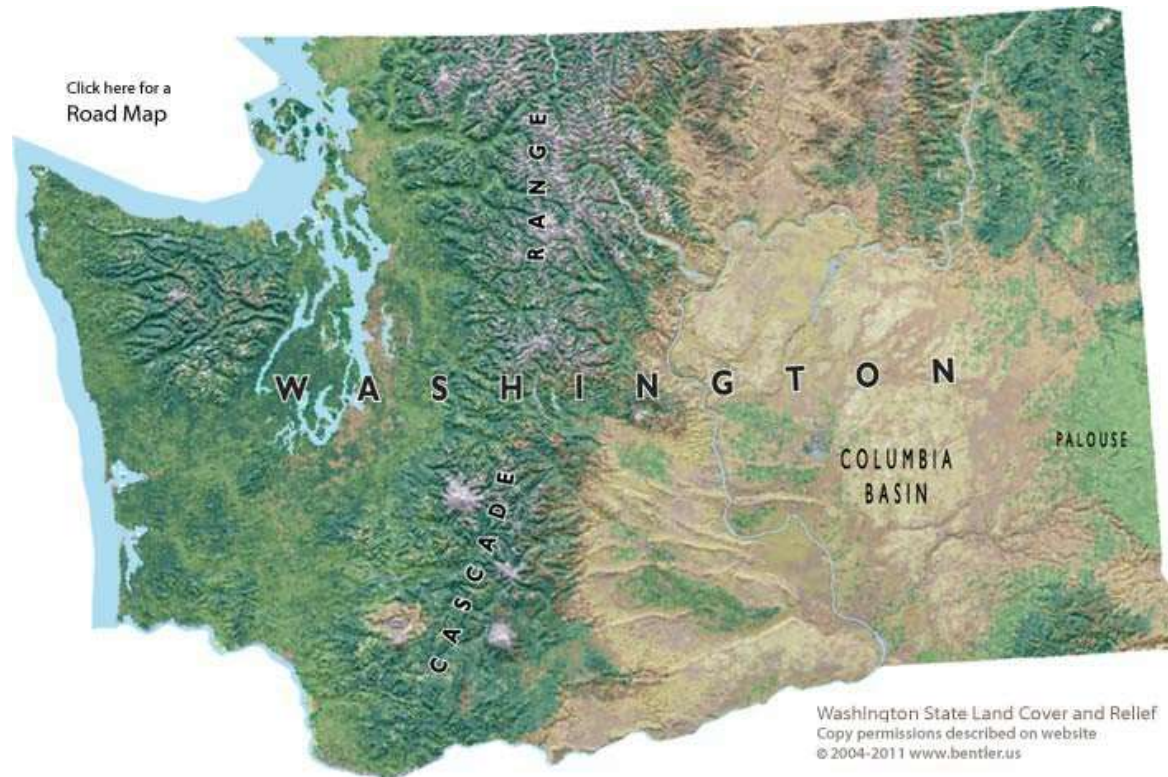 Click here for a
Road Map
RANGE
WASHINGTON
CASCADE
COLUMBIA
BASIN
PALOUSE
Washington State Land Cover and Relief
Copy permissions described on website
© 2004-2011 www.bentler.us